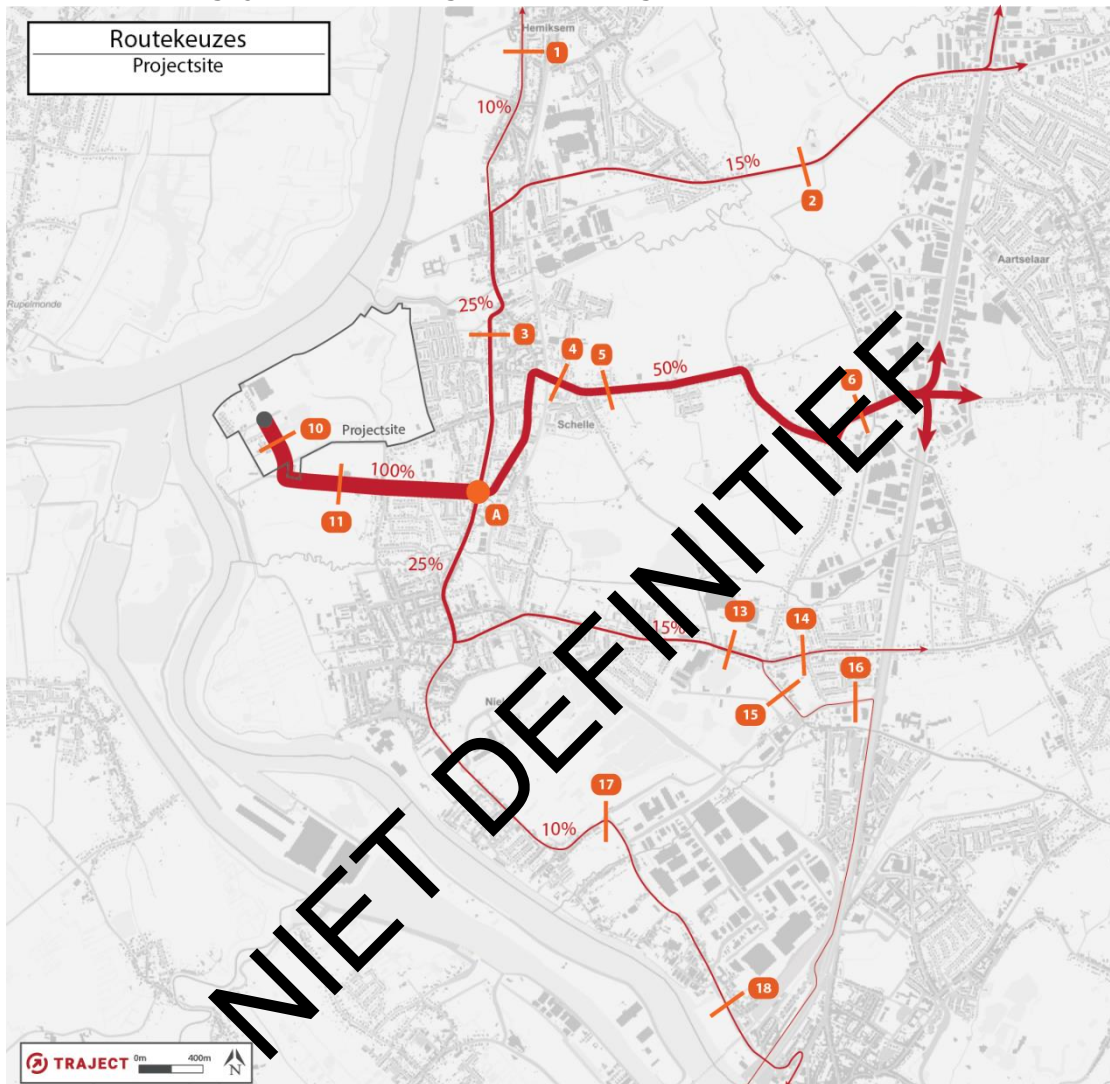 Routekeuzes
Projectsite
Hemiksem
1
10%
15%
2
Aartselaar
Rupelmonde
25%
3
4
5
50%
6
Schelle
10
Projectsite
100%
11
A
25%
13
14
15%
16
15
Niel
17
10%
18
NIET DEFINITIEF
TRAJECT
0m
400m
N